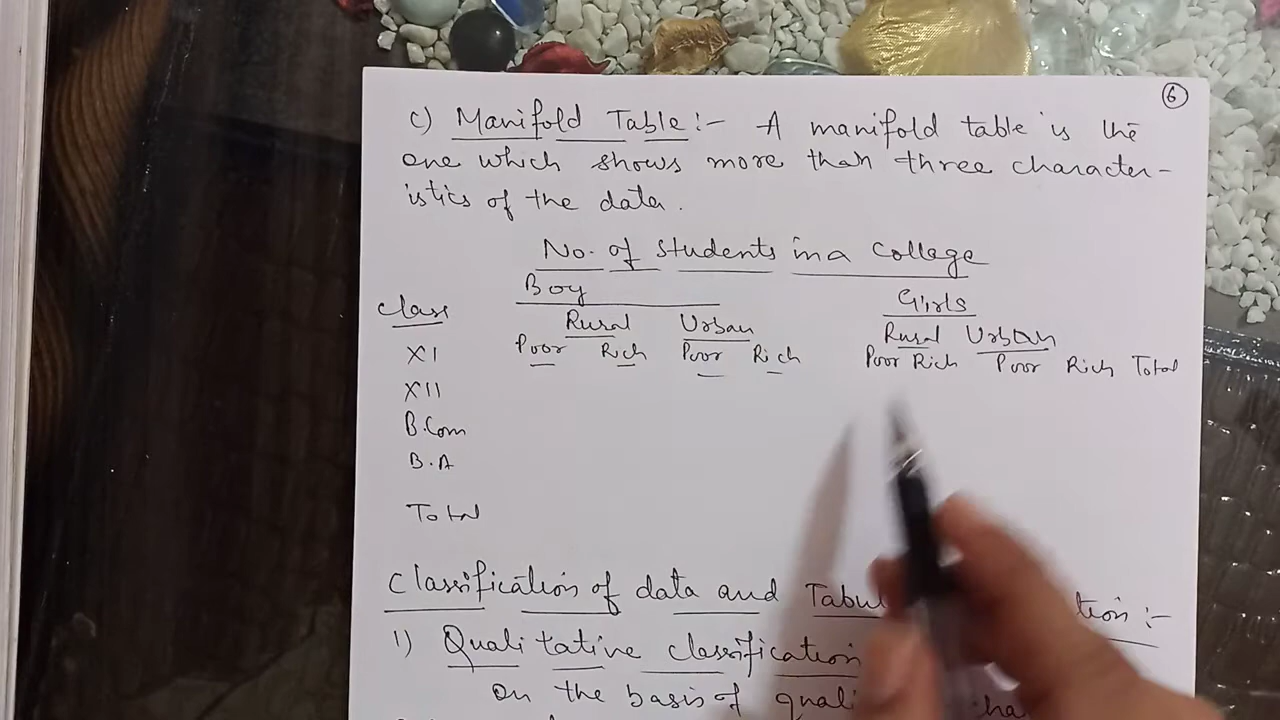 6
c) Manifold Table:- A manifold table is the
one which shows more than three character-
istics of the data.
No. of students in a College
Boy Girls
Class Rural Urban Rural Urban
XI Poor Rich Poor Rich Poor Rich Poor Rich Total
XII
B.Com
B.A
Total
Classification of data and :-
1) Qualitative classification
On the basis of